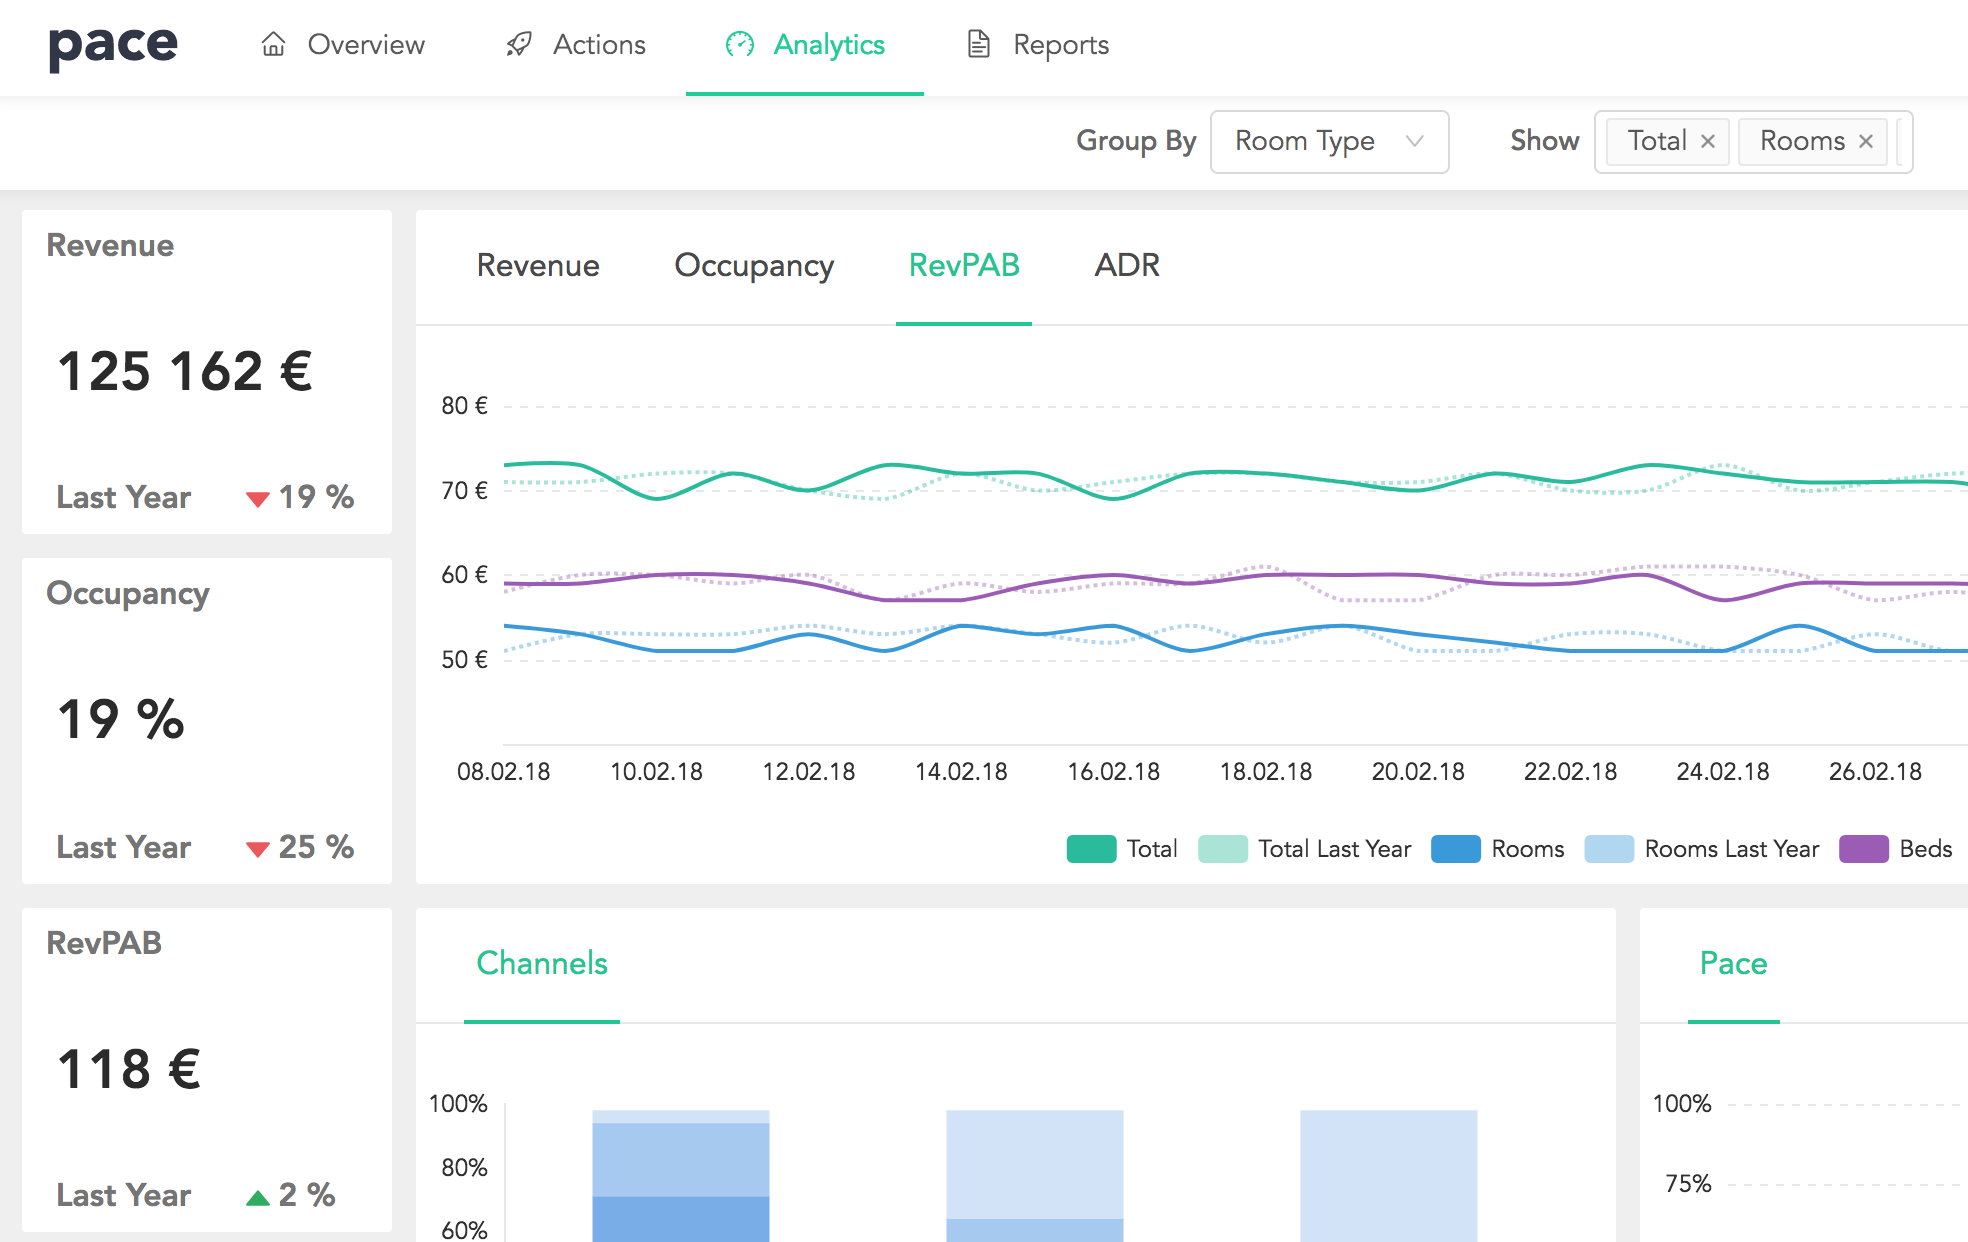 pace
Overview
Actions
Analytics
Reports
Group By
Room Type
Show
Total
Rooms
Revenue
125 162 €
Last Year
19 %
Occupancy
19 %
Last Year
25 %
RevPAB
118 €
Last Year
2 %
Revenue
Occupancy
RevPAB
ADR
80 €
70 €
60 €
50 €
08.02.18
10.02.18
12.02.18
14.02.18
16.02.18
18.02.18
20.02.18
22.02.18
24.02.18
26.02.18
Total
Total Last Year
Rooms
Rooms Last Year
Beds
Channels
100%
80%
60%
Pace
100%
75%